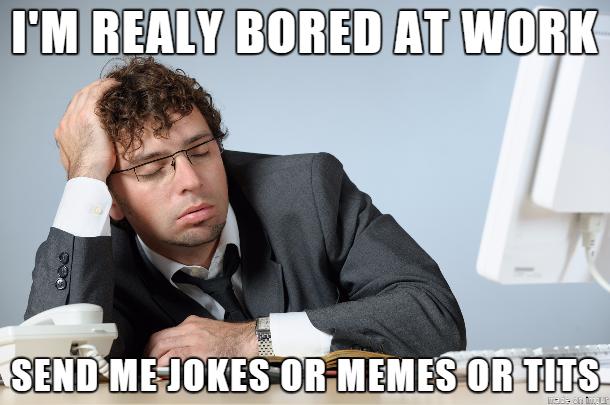 I'M REALY BORED AT WORK
SEND ME JOKES OR MEMES OR TITS
made on imgur